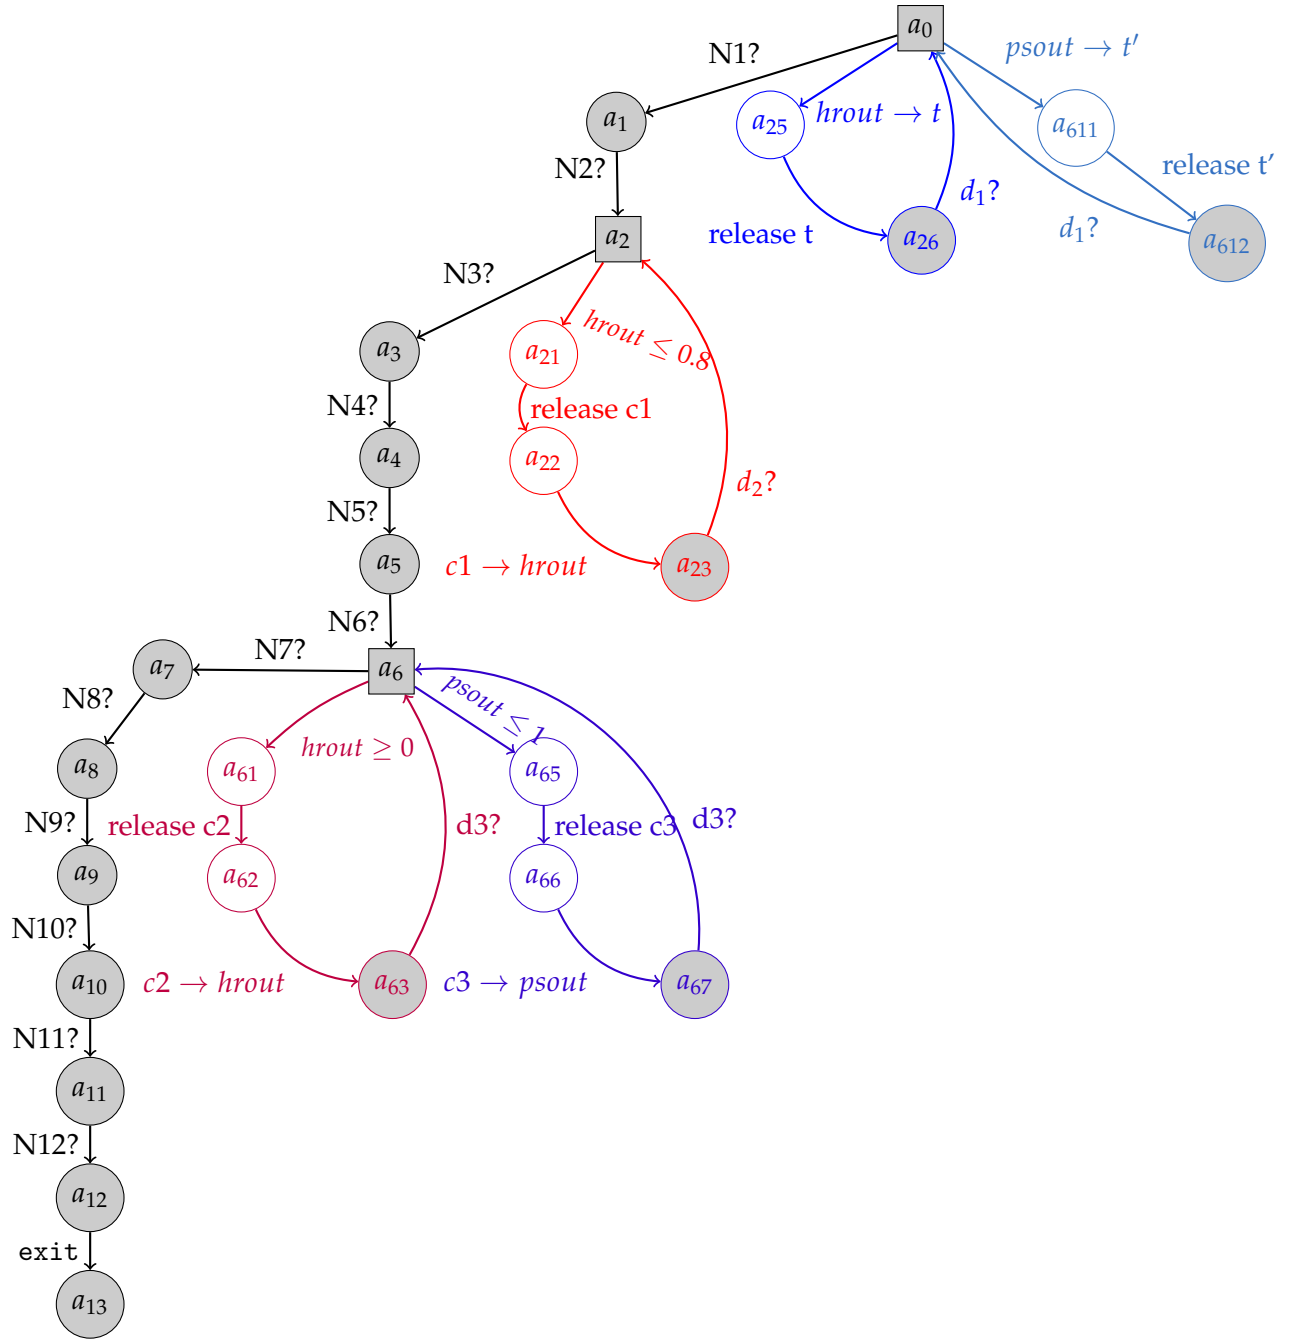 a0
N1?
psout → t′
a1
a25
hrout → t
a611
N2?
release t′
d1?
a2
release t
a26
d1?
a612
N3?
hrout ≤ 0.8
a3
a21
N4?
release c1
a4
a22
d2?
N5?
a5
c1 → hrout
a23
N6?
N7?
a7
a6
psout ≤ 1
N8?
hrout ≥ 0
a8
a61
a65
N9?
release c2
d3?
release c3
d3?
a9
a62
a66
N10?
a10
c2 → hrout
a63
c3 → psout
a67
N11?
a11
N12?
a12
exit
a13